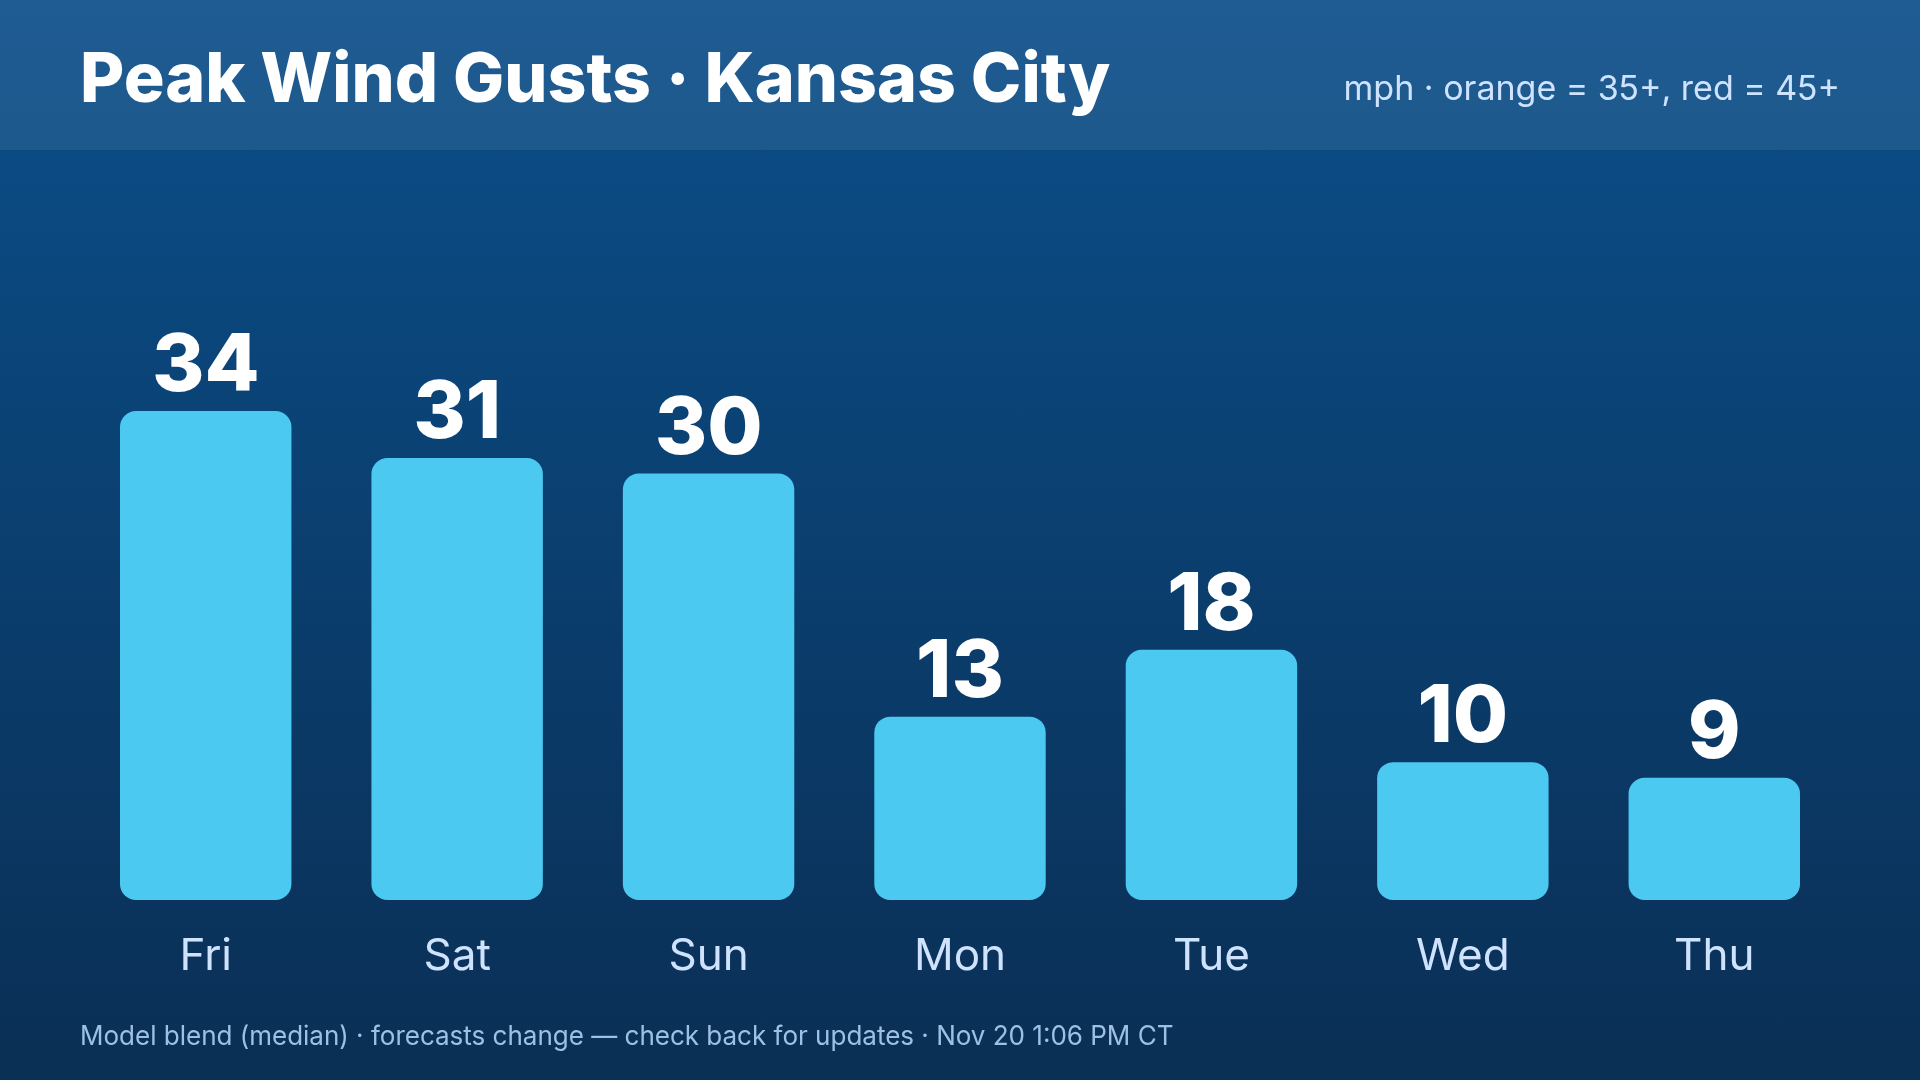 Peak Wind Gusts · Kansas City
mph · orange = 35+, red = 45+
34
31
30
13
18
10
9
Fri
Sat
Sun
Mon
Tue
Wed
Thu
Model blend (median) · forecasts change — check back for updates · Nov 20 1:06 PM CT